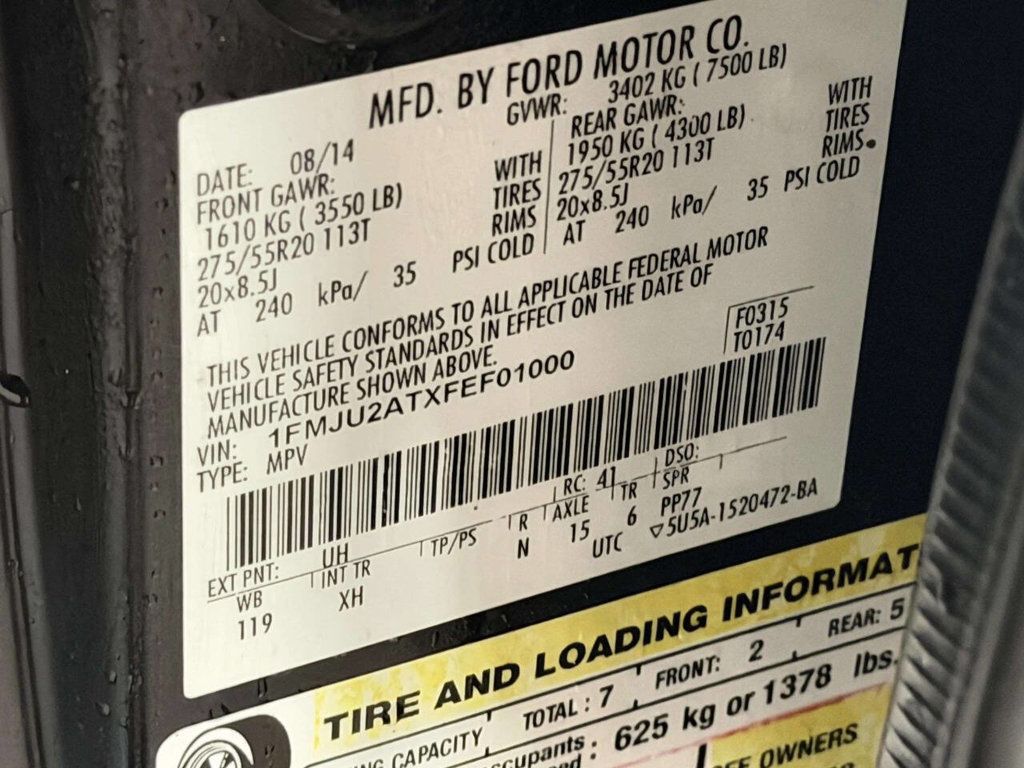 MFD. BY FORD MOTOR CO.
DATE: 08/14 GVWR: 3402 KG ( 7500 LB)
FRONT GAWR: REAR GAWR:
1610 KG ( 3550 LB) WITH 1950 KG ( 4300 LB) WITH
275/55R20 113T TIRES 275/55R20 113T TIRES
20x8.5J RIMS 20x8.5J RIMS.
AT 240 kPa/ 35 PSI COLD AT 240 kPa/ 35 PSI COLD
THIS VEHICLE CONFORMS TO ALL APPLICABLE FEDERAL MOTOR
VEHICLE SAFETY STANDARDS IN EFFECT ON THE DATE OF
MANUFACTURE SHOWN ABOVE.
F0315
T0174
VIN: 1FMJU2ATXFEF01000
TYPE: MPV
EXT PNT: UH RC: 41 DSO:
WB INT TR TP/PS R AXLE TR SPR
119 XH N 15 6 PP77
UTC ▽5U5A-1520472-BA
TIRE AND LOADING INFORMAT
CAPACITY TOTAL : 7 FRONT: 2 REAR: 5
cupants : 625 kg or 1378 lbs.
OWNERS